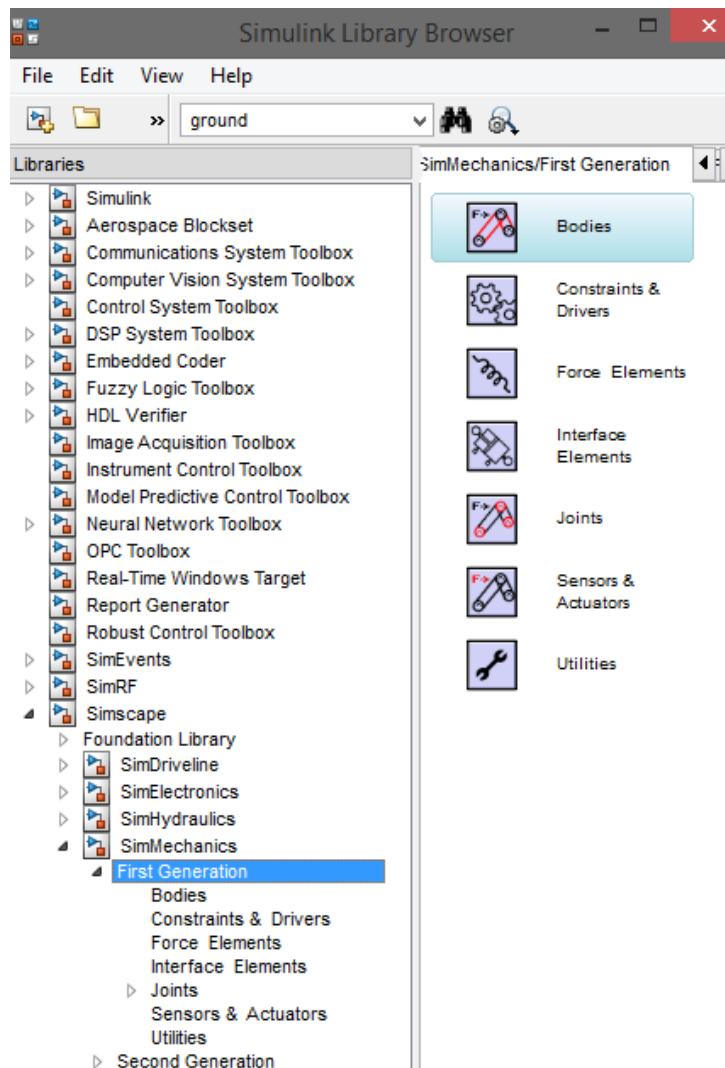 Simulink Library Browser
File Edit View Help
» ground
Libraries
Simulink
Aerospace Blockset
Communications System Toolbox
Computer Vision System Toolbox
Control System Toolbox
DSP System Toolbox
Embedded Coder
Fuzzy Logic Toolbox
HDL Verifier
Image Acquisition Toolbox
Instrument Control Toolbox
Model Predictive Control Toolbox
Neural Network Toolbox
OPC Toolbox
Real-Time Windows Target
Report Generator
Robust Control Toolbox
SimEvents
SimRF
Simscape
Foundation Library
SimDriveline
SimElectronics
SimHydraulics
SimMechanics
First Generation
Bodies
Constraints & Drivers
Force Elements
Interface Elements
Joints
Sensors & Actuators
Utilities
Second Generation
SimMechanics/First Generation
F
Bodies
Constraints &
Drivers
Force Elements
Interface
Elements
F
Joints
F
Sensors &
Actuators
Utilities